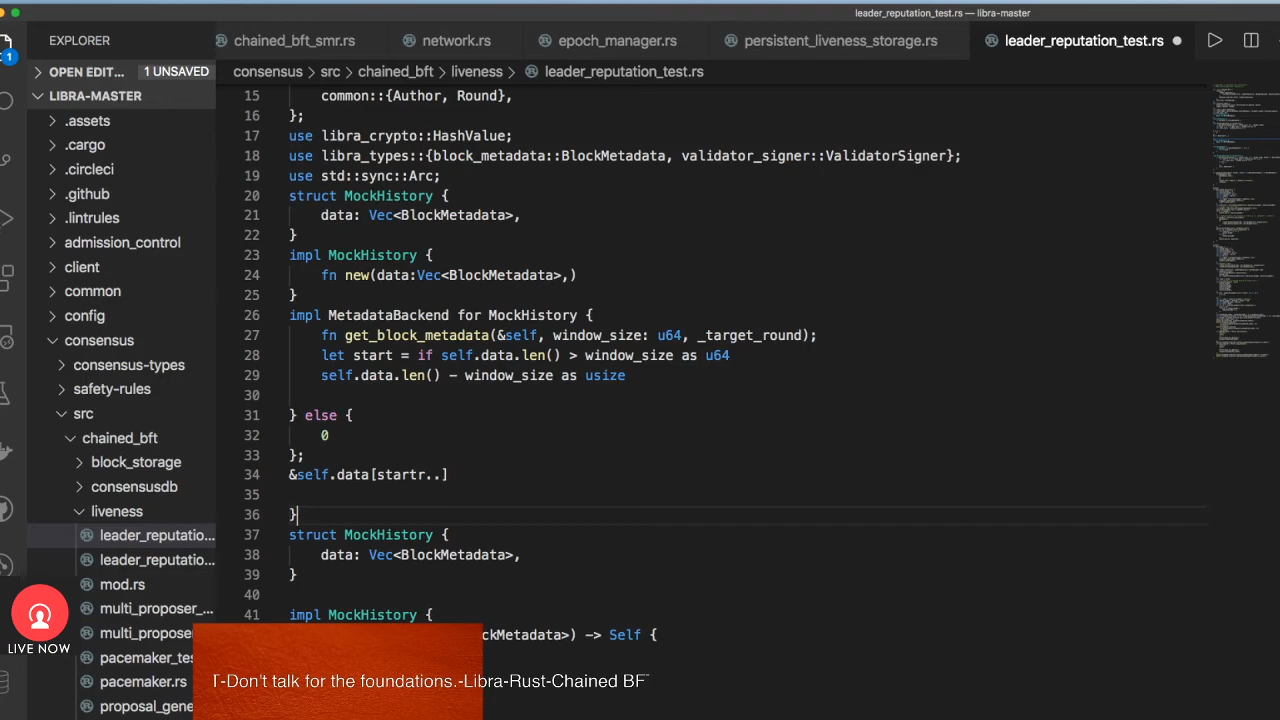 leader_reputation_test.rs — libra-master
EXPLORER
chained_bft_smr.rs
network.rs
epoch_manager.rs
persistent_liveness_storage.rs
leader_reputation_test.rs
1
OPEN EDIT...
1 UNSAVED
consensus > src > chained_bft > liveness > leader_reputation_test.rs
LIBRA-MASTER
.assets
.cargo
.circleci
.github
.lintrules
admission_control
client
common
config
consensus
consensus-types
safety-rules
src
chained_bft
block_storage
consensusdb
liveness
leader_reputatio...
leader_reputatio...
mod.rs
multi_proposer_...
multi_proposer
pacemaker_tes
pacemaker.rs
proposal_gene
15 common::{Author, Round},
16 };
17 use libra_crypto::HashValue;
18 use libra_types::{block_metadata::BlockMetadata, validator_signer::ValidatorSigner};
19 use std::sync::Arc;
20 struct MockHistory {
21 data: Vec<BlockMetadata>,
22 }
23 impl MockHistory {
24 fn new(data:Vec<BlockMetadata>,)
25 }
26 impl MetadataBackend for MockHistory {
27 fn get_block_metadata(&self, window_size: u64, _target_round);
28 let start = if self.data.len() > window_size as u64
29 self.data.len() - window_size as usize
30
31 } else {
32 0
33 };
34 &self.data[startr..]
35
36 }
37 struct MockHistory {
38 data: Vec<BlockMetadata>,
39 }
40
41 impl MockHistory {
ckMetadata>) -> Self {
LIVE NOW
T-Don't talk for the foundations.-Libra-Rust-Chained BF